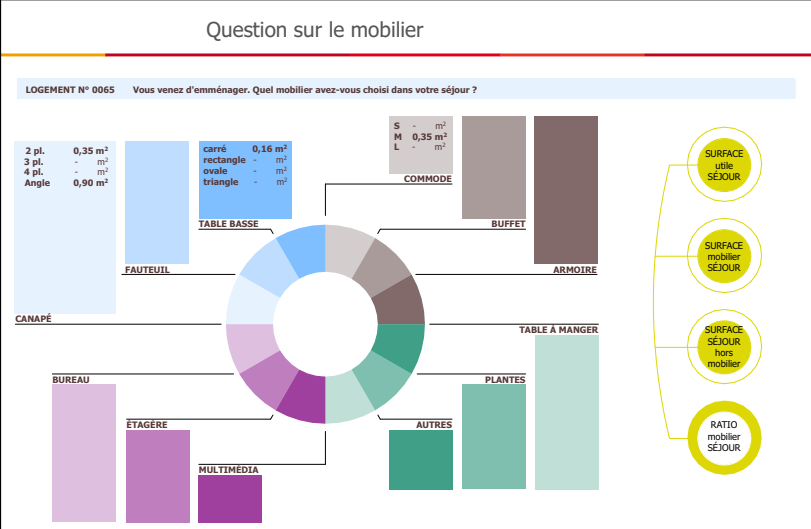 Question sur le mobilier
LOGEMENT N° 0065 Vous venez d'emménager. Quel mobilier avez-vous choisi dans votre séjour ?
2 pl. 0,35 m²
3 pl. - m²
4 pl. - m²
Angle 0,90 m²
CANAPÉ
FAUTEUIL
carré 0,16 m²
rectangle - m²
ovale - m²
triangle - m²
TABLE BASSE
S - m²
M 0,35 m²
L - m²
COMMODE
BUFFET
ARMOIRE
TABLE À MANGER
PLANTES
AUTRES
BUREAU
ÉTAGÈRE
MULTIMÉDIA
SURFACE
utile
SÉJOUR
SURFACE
mobilier
SÉJOUR
SURFACE
SÉJOUR
hors
mobilier
RATIO
mobilier
SÉJOUR